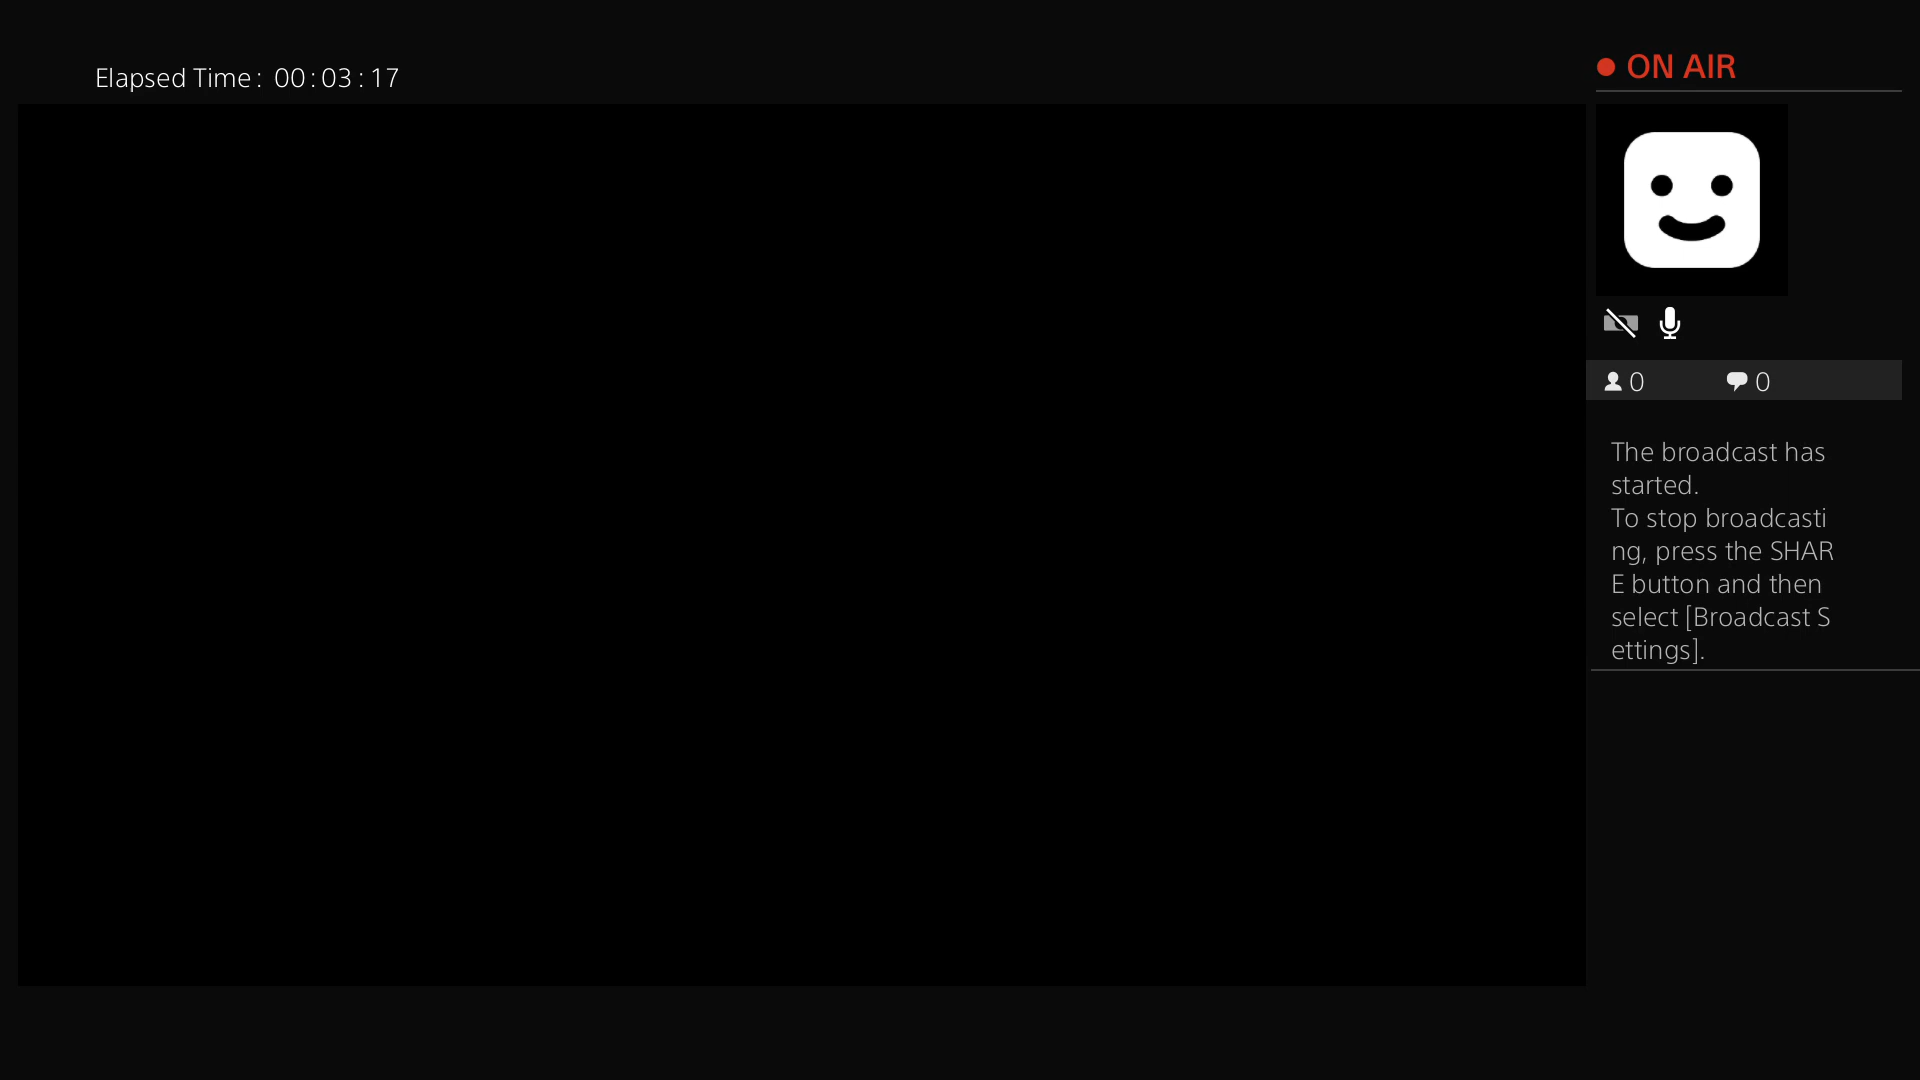 Elapsed Time: 00:03:17
ON AIR
0
0
The broadcast has
started.
To stop broadcasti
ng, press the SHAR
E button and then
select [Broadcast S
ettings].